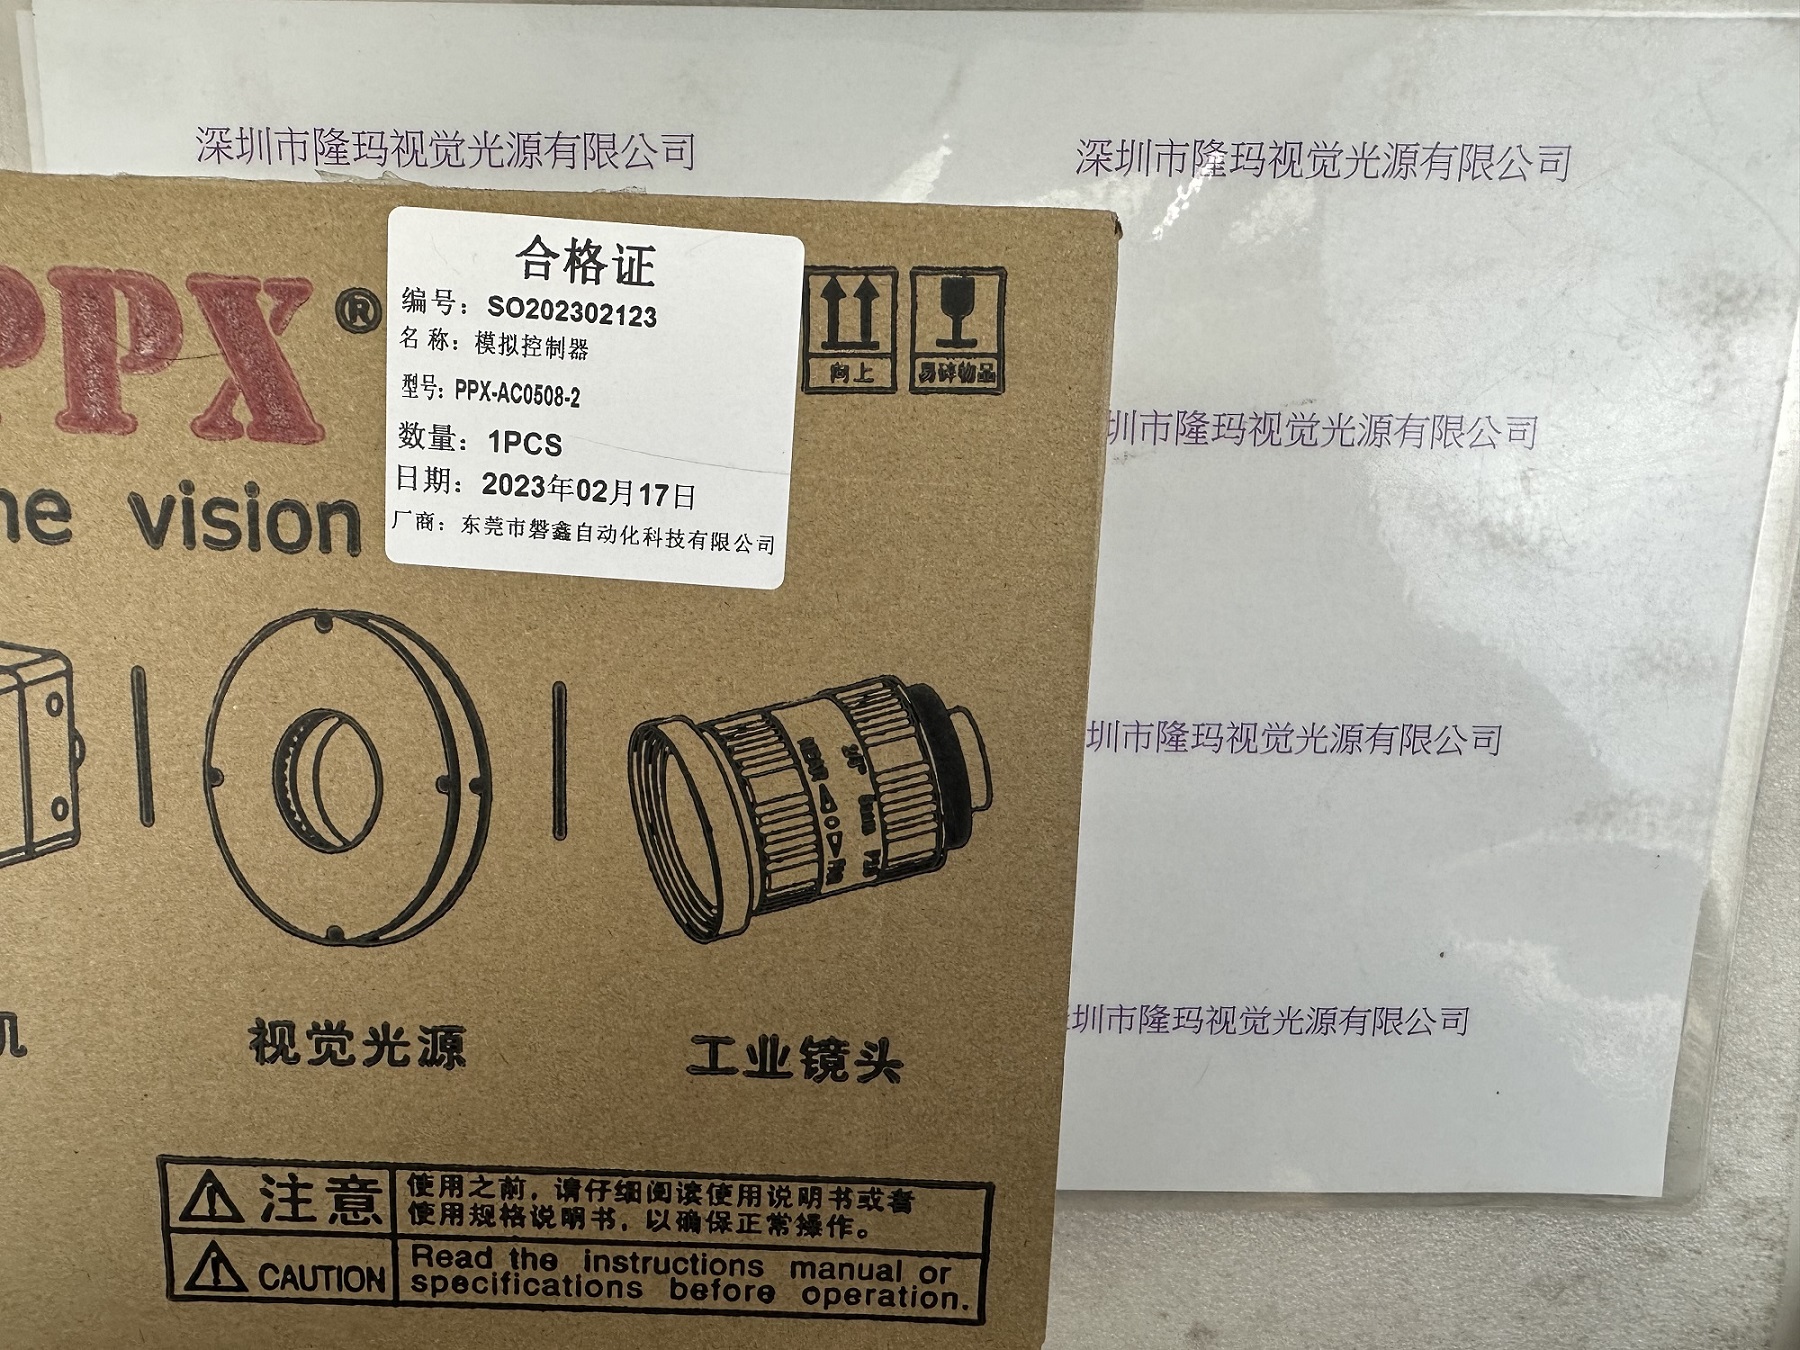 深圳市隆玛视觉光源有限公司
深圳市隆玛视觉光源有限公司
PPX®
合格证
编号：SO202302123
名称：模拟控制器
型号：PPX-AC0508-2
数量：1PCS
日期：2023年02月17日
厂商：东莞市磐鑫自动化科技有限公司
向上
易碎物品
圳市隆玛视觉光源有限公司
vision
圳市隆玛视觉光源有限公司
圳市隆玛视觉光源有限公司
机
视觉光源
工业镜头
注意
使用之前，请仔细阅读使用说明书或者
使用规格说明书，以确保正常操作。
CAUTION
Read the instructions manual or
specifications before operation.